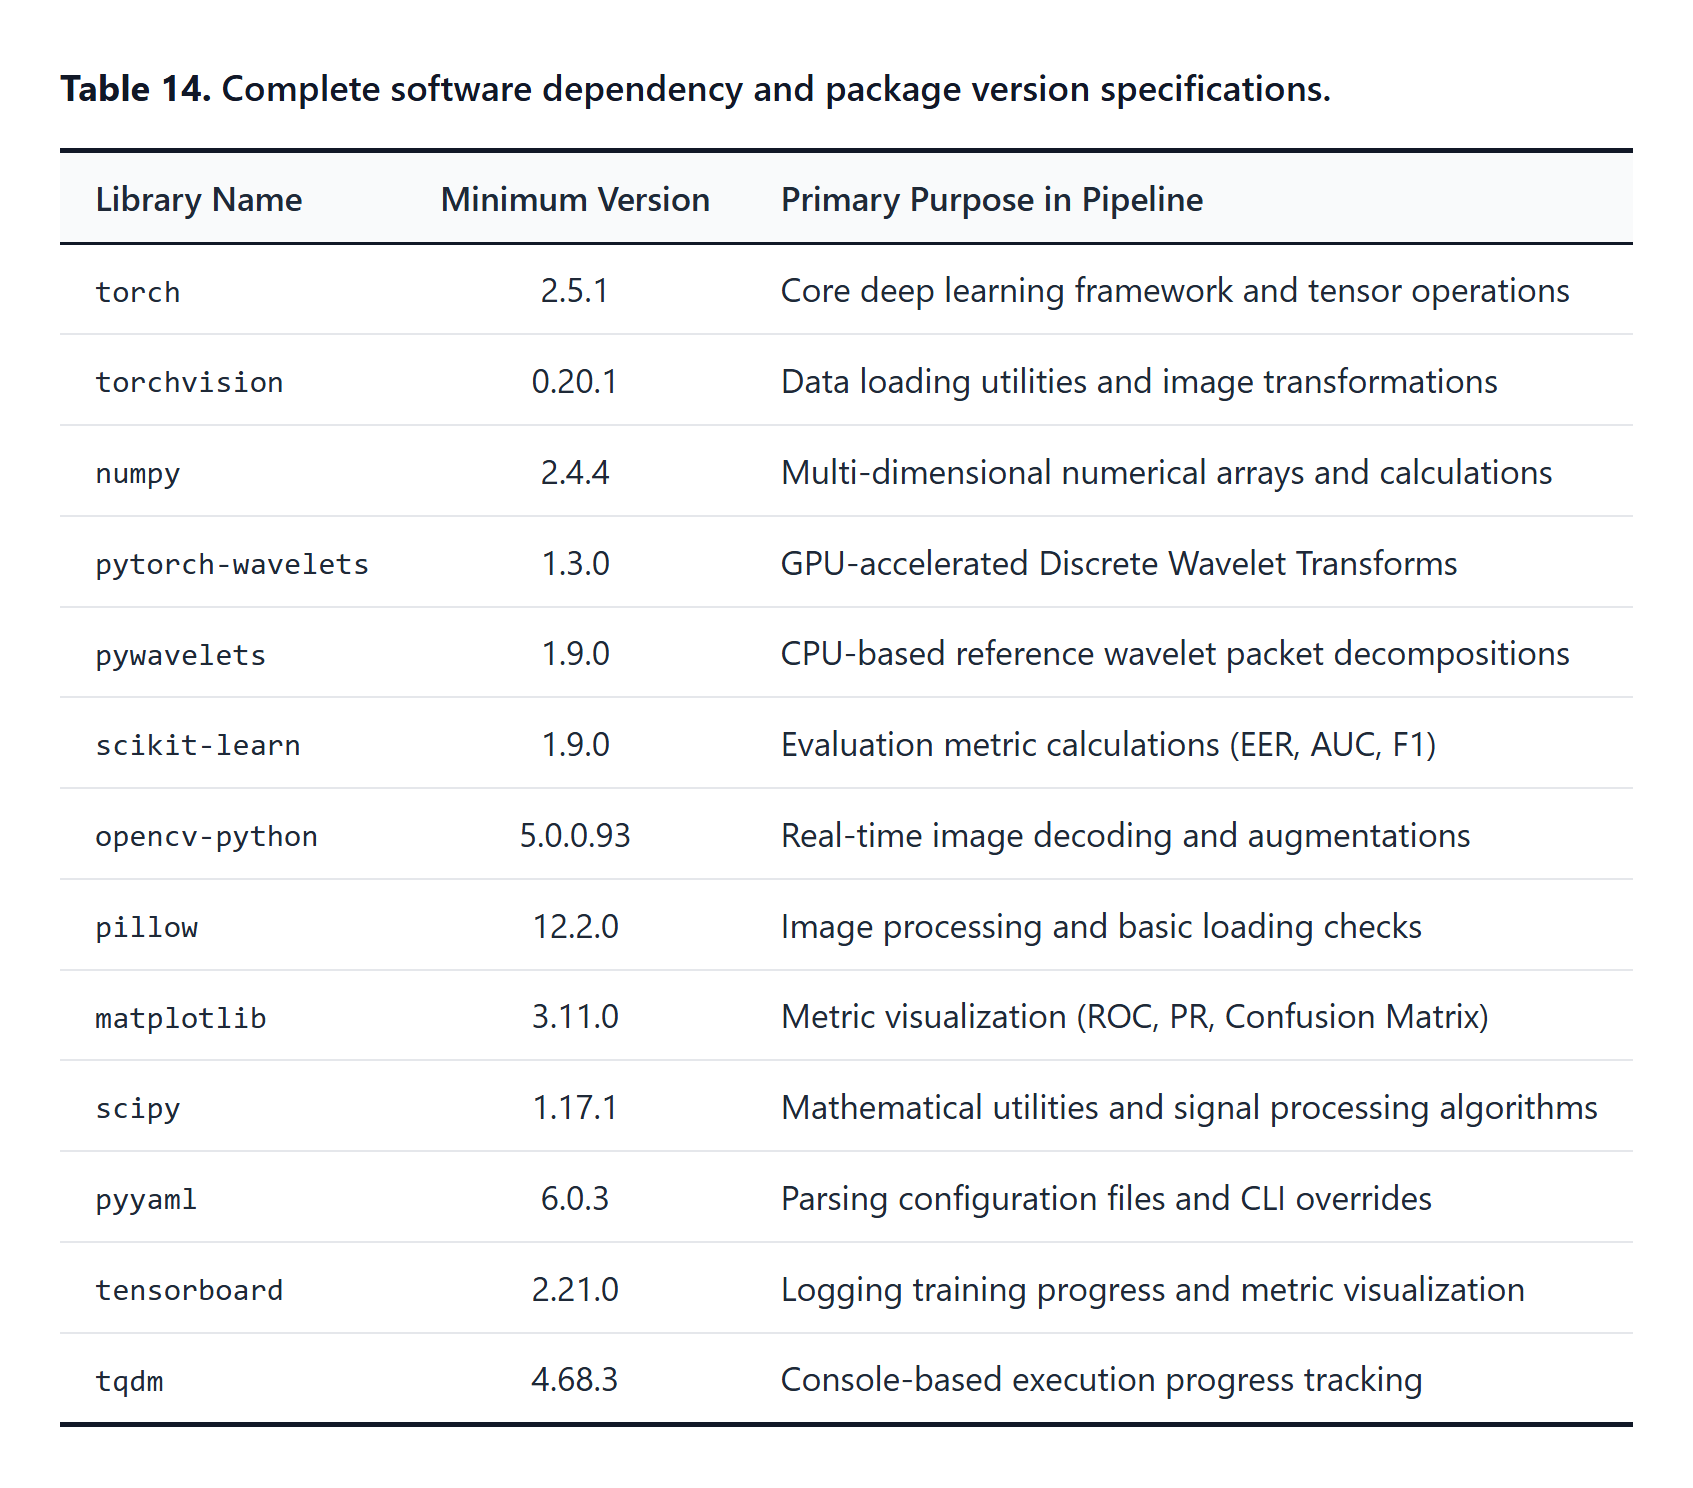 Table 14. Complete software dependency and package version specifications.
Library Name Minimum Version Primary Purpose in Pipeline
torch 2.5.1 Core deep learning framework and tensor operations
torchvision 0.20.1 Data loading utilities and image transformations
numpy 2.4.4 Multi-dimensional numerical arrays and calculations
pytorch-wavelets 1.3.0 GPU-accelerated Discrete Wavelet Transforms
pywavelets 1.9.0 CPU-based reference wavelet packet decompositions
scikit-learn 1.9.0 Evaluation metric calculations (EER, AUC, F1)
opencv-python 5.0.0.93 Real-time image decoding and augmentations
pillow 12.2.0 Image processing and basic loading checks
matplotlib 3.11.0 Metric visualization (ROC, PR, Confusion Matrix)
scipy 1.17.1 Mathematical utilities and signal processing algorithms
pyyaml 6.0.3 Parsing configuration files and CLI overrides
tensorboard 2.21.0 Logging training progress and metric visualization
tqdm 4.68.3 Console-based execution progress tracking